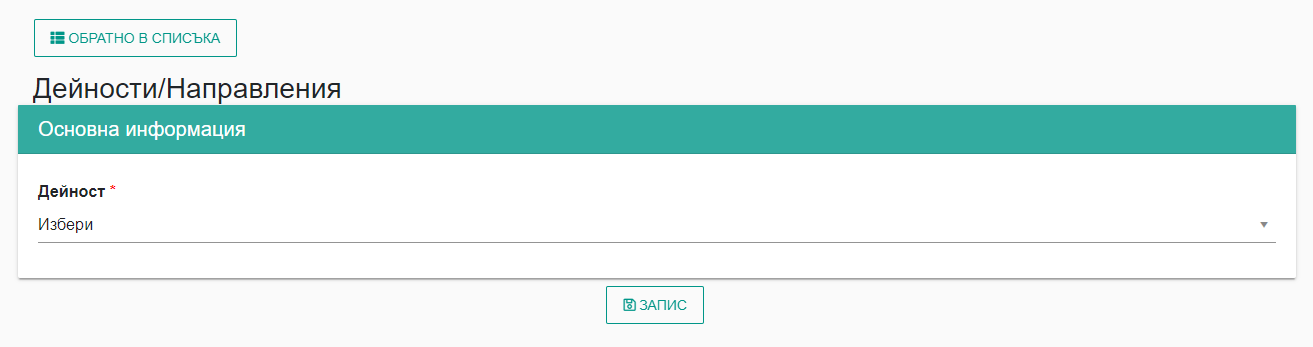 ОБРАТНО В СПИСЪКА
Дейности/Направления
Основна информация
Дейност *
Избери
ЗАПИС